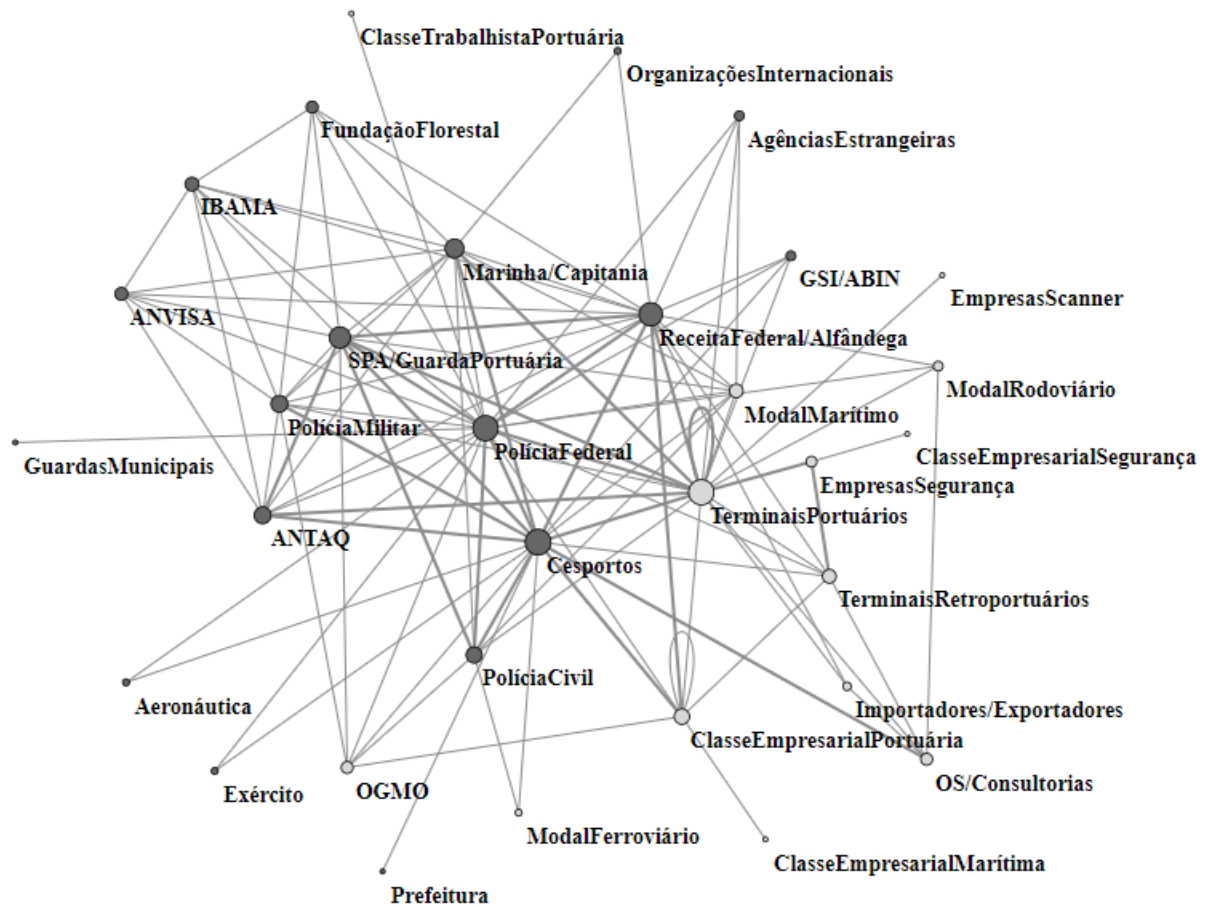 ClasseTrabalhistaPortuária
OrganizaçõesInternacionais
FundaçãoFlorestal
AgênciasEstrangeiras
IBAMA
Marinha/Capitania
GSI/ABIN
EmpresasScanner
ANVISA
ReceitaFederal/Alfândega
SPA/GuardaPortuária
ModalRodoviário
ModalMarítimo
PolíciaMilitar
PolíciaFederal
ClasseEmpresarialSegurança
GuardasMunicipais
EmpresasSegurança
TerminaisPortuários
ANTAQ
Cesportos
TerminaisRetroportuários
PolíciaCivil
Aeronáutica
Importadores/Exportadores
ClasseEmpresarialPortuária
OS/Consultorias
Exército
OGMO
ModalFerroviário
ClasseEmpresarialMarítima
Prefeitura